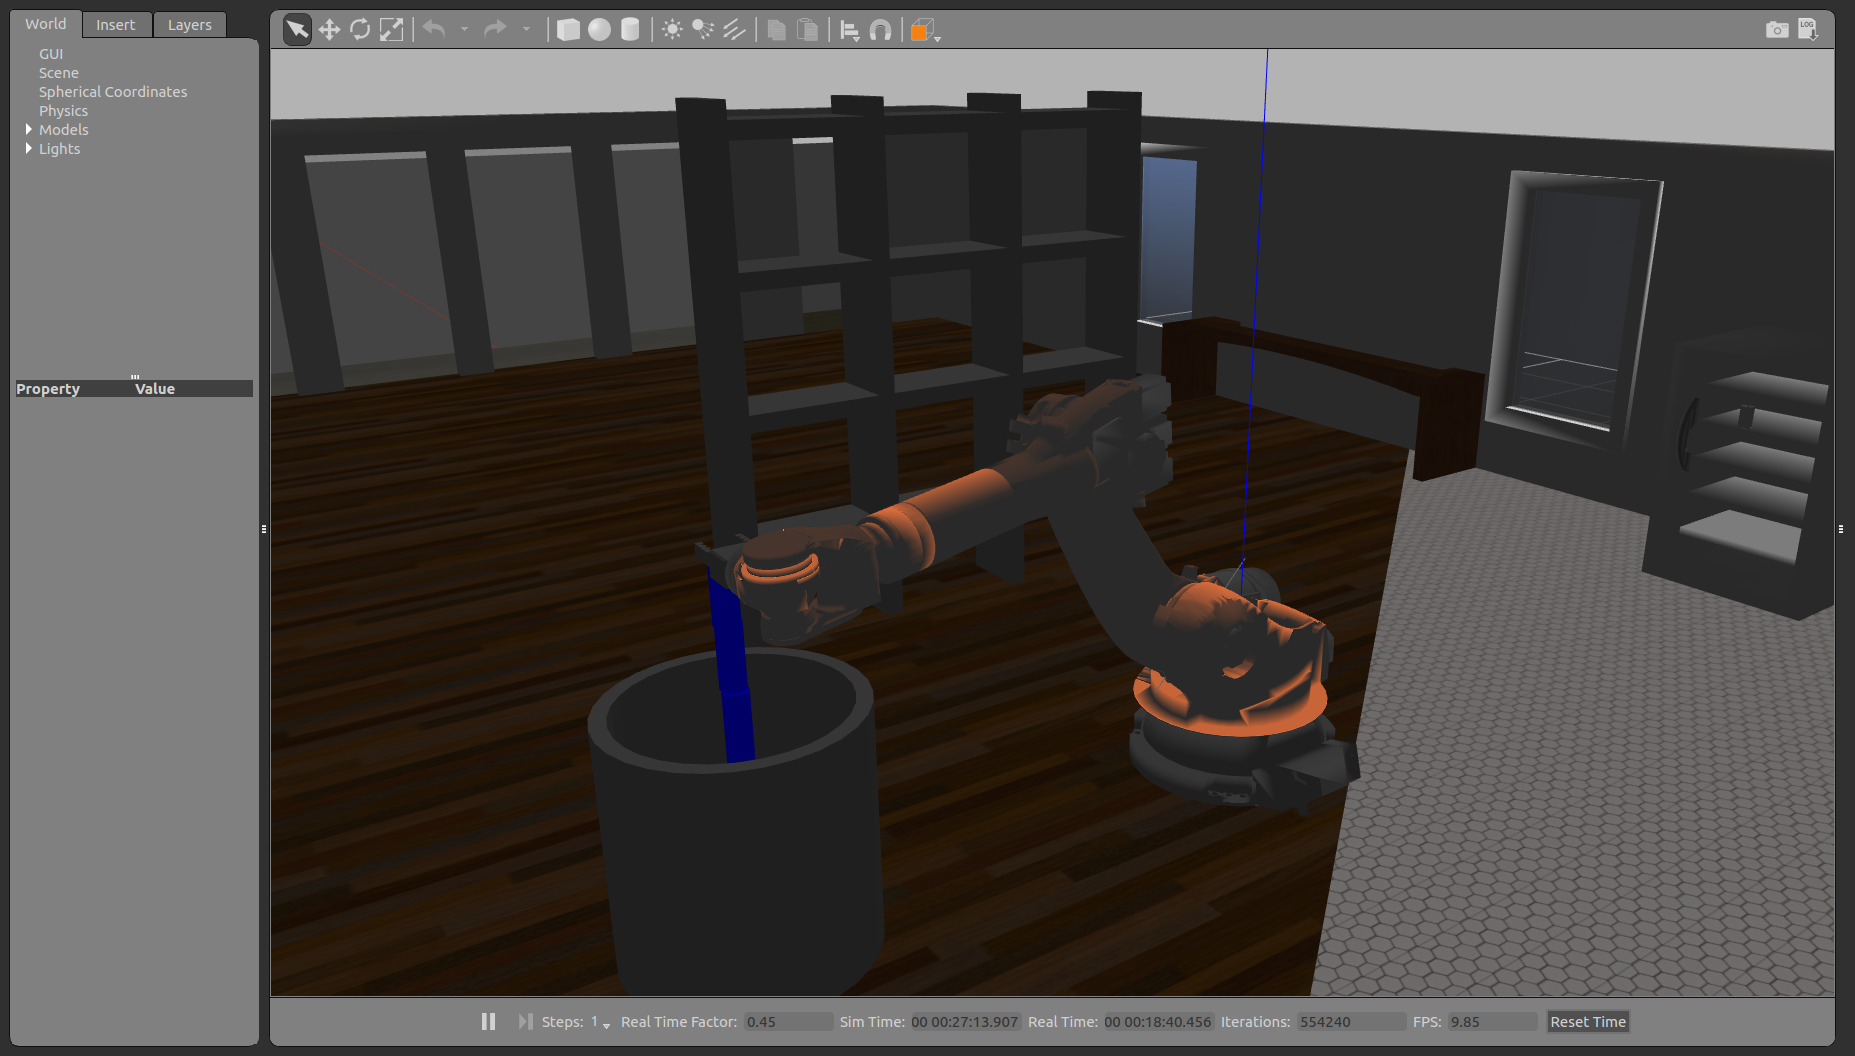 World Insert Layers
GUI
Scene
Spherical Coordinates
Physics
Models
Lights
Property Value
LOG
Steps: 1 Real Time Factor: 0.45 Sim Time: 00 00:27:13.907 Real Time: 00 00:18:40.456 Iterations: 554240 FPS: 9.85 Reset Time